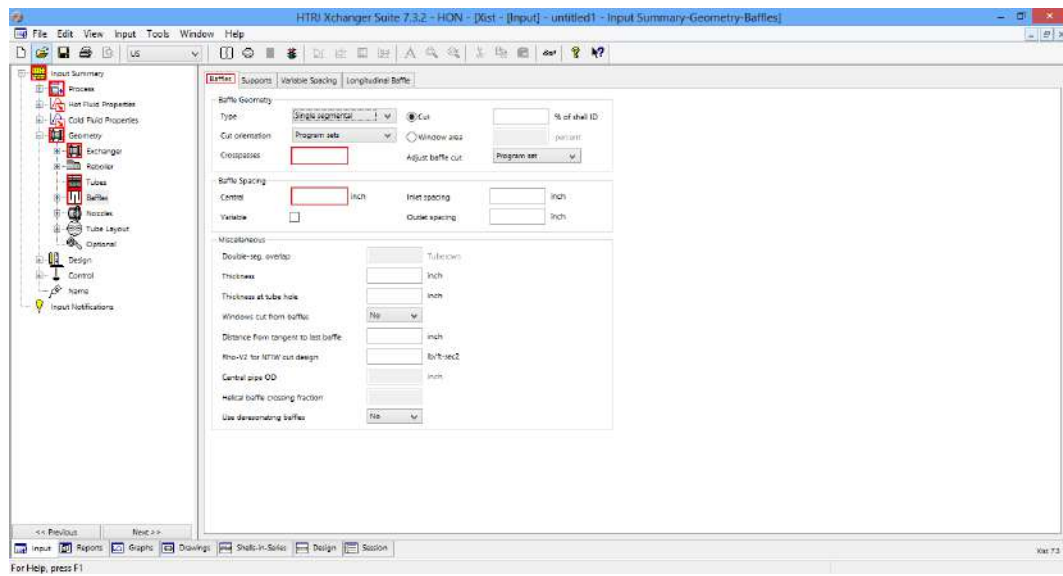 HTRI Xchanger Suite 7.3.2 - HON - [Xist - [Input] - untitled1 - Input Summary-Geometry-Baffles]
File Edit View Input Tools Window Help
US
Input Summary
Process
Hot Fluid Properties
Cold Fluid Properties
Geometry
Exchanger
Reboiler
Tubes
Baffles
Nozzles
Tube Layout
Optional
Design
Control
Name
Input Notifications
<< Previous Next >>
Baffles Supports Variable Spacing Longitudinal Baffle
Baffle Geometry
Type Single segmental Cut % of shell ID
Cut orientation Program sets Window area percent
Crosspasses Adjust baffle cut Program set
Baffle Spacing
Central inch Inlet spacing inch
Variable Outlet spacing inch
Miscellaneous
Double-seg. overlap Tuberows
Thickness inch
Thickness at tube hole inch
Windows cut from baffles No
Distance from tangent to last baffle inch
Rho-V2 for NTIW cut design lb/ft-sec2
Central pipe OD inch
Helical baffle crossing fraction
Use deresonating baffles No
Input Reports Graphs Drawings Shells-in-Series Design Session
Xist 7.3
For Help, press F1